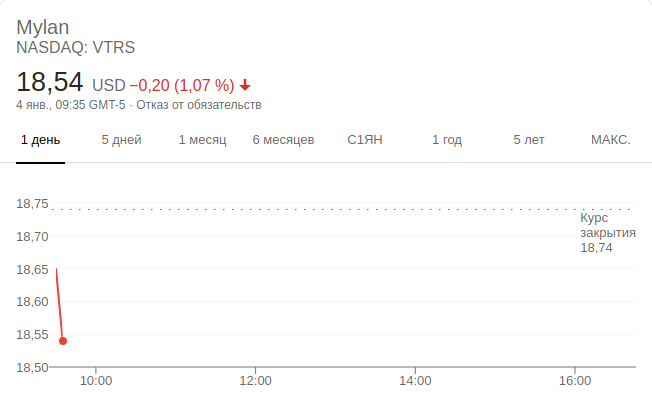 Mylan
NASDAQ: VTRS
18,54 USD −0,20 (1,07 %)
4 янв., 09:35 GMT-5 · Отказ от обязательств
1 день 5 дней 1 месяц 6 месяцев С1ЯН 1 год 5 лет МАКС.
18,75
Курс
закрытия
18,74
18,70
18,65
18,60
18,55
18,50
10:00 12:00 14:00 16:00